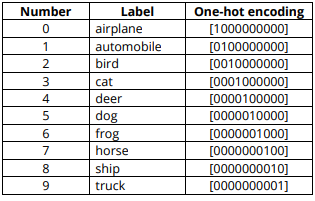 Number Label One-hot encoding
0 airplane [1000000000]
1 automobile [0100000000]
2 bird [0010000000]
3 cat [0001000000]
4 deer [0000100000]
5 dog [0000010000]
6 frog [0000001000]
7 horse [0000000100]
8 ship [0000000010]
9 truck [0000000001]